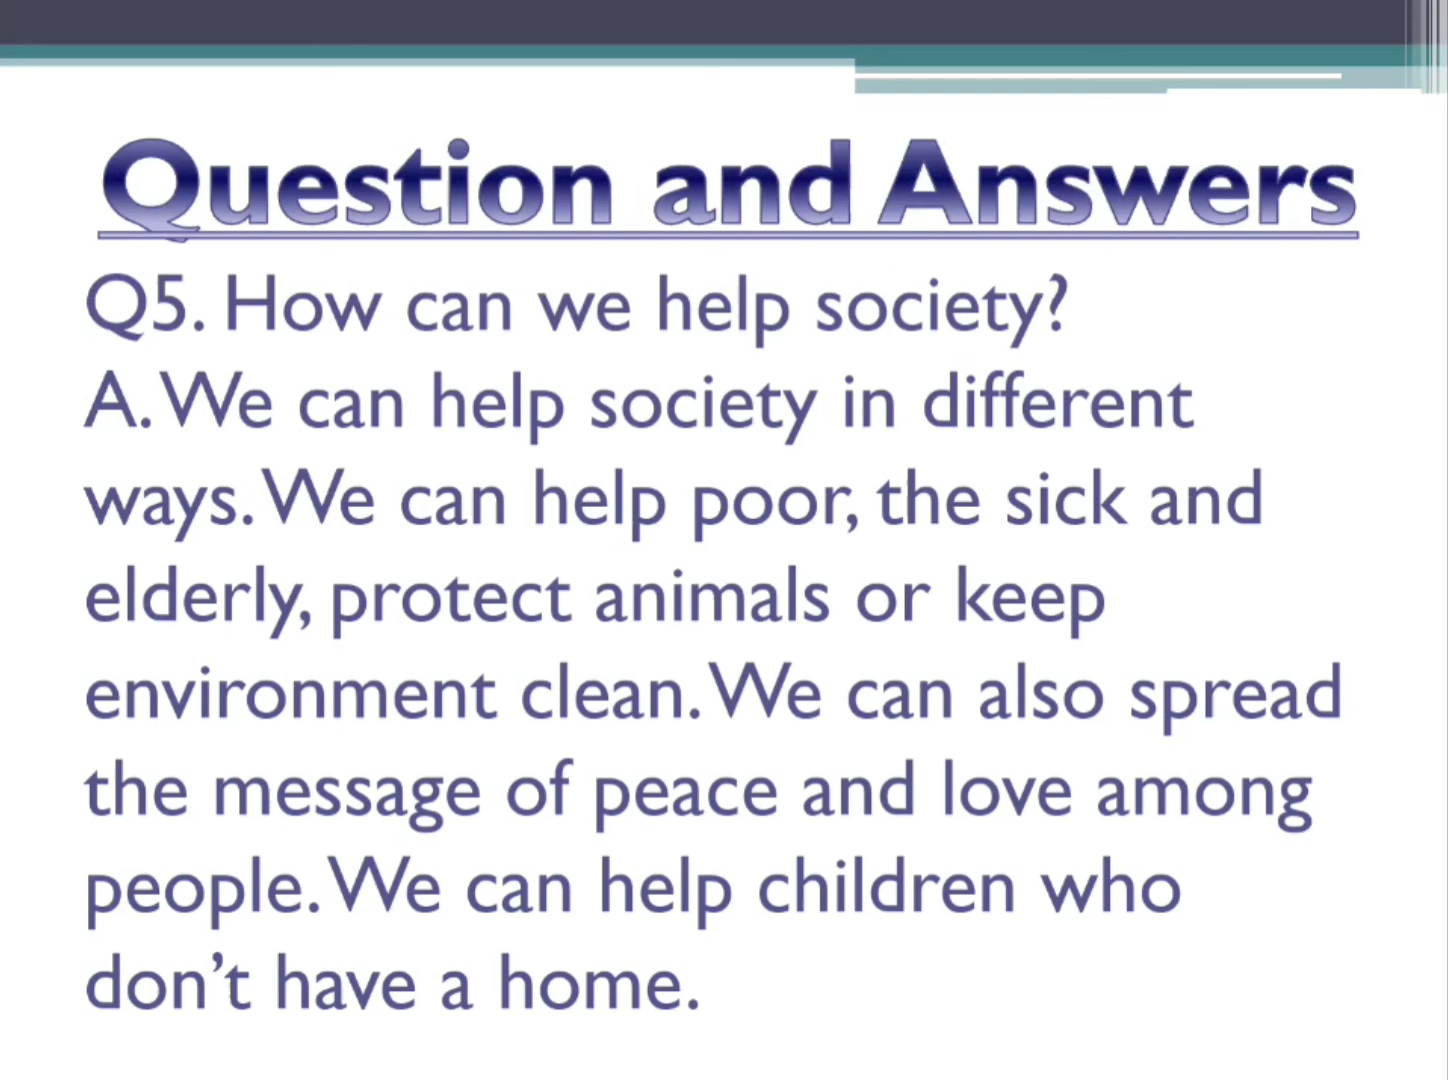 Question and Answers
Q5. How can we help society?
A. We can help society in different
ways. We can help poor, the sick and
elderly, protect animals or keep
environment clean. We can also spread
the message of peace and love among
people. We can help children who
don’t have a home.